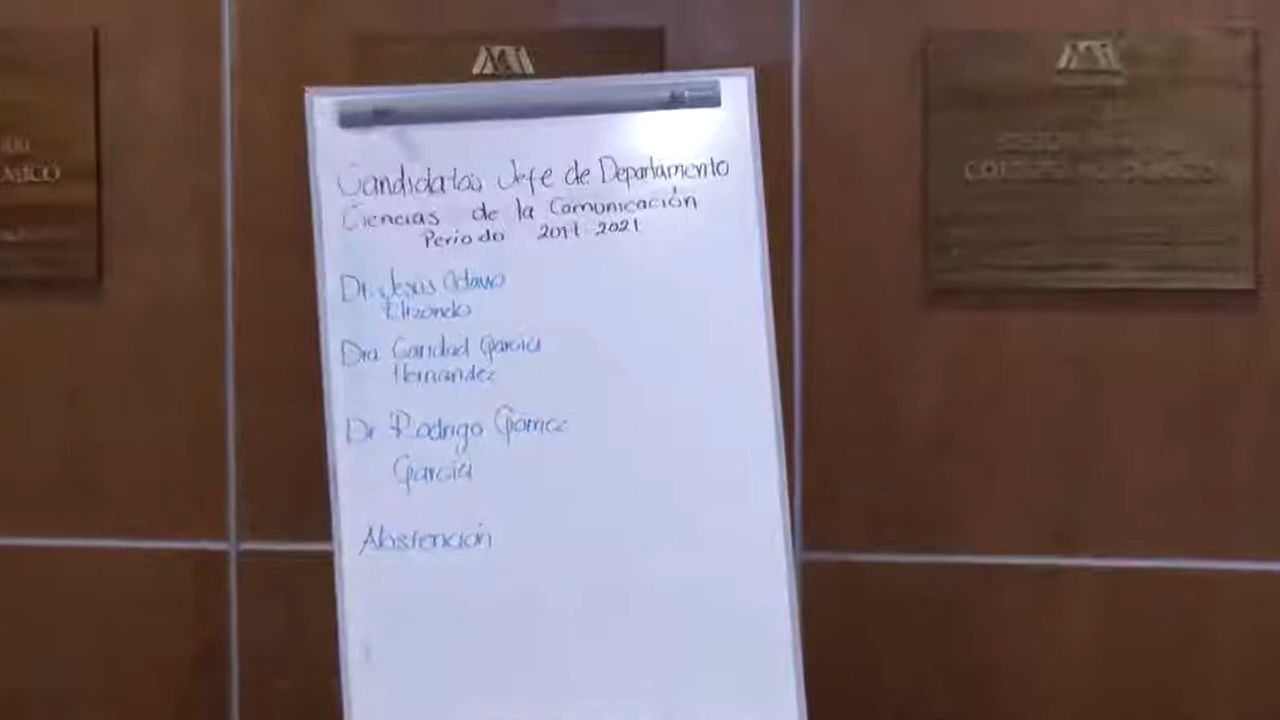 Candidatos Jefe de Departamento
Ciencias de la Comunicación
Periodo 2017-2021
Dr. Jesús Octavio
Elizondo
Dra Caridad García
Hernández
Dr Rodrigo Gómez
García
Abstención